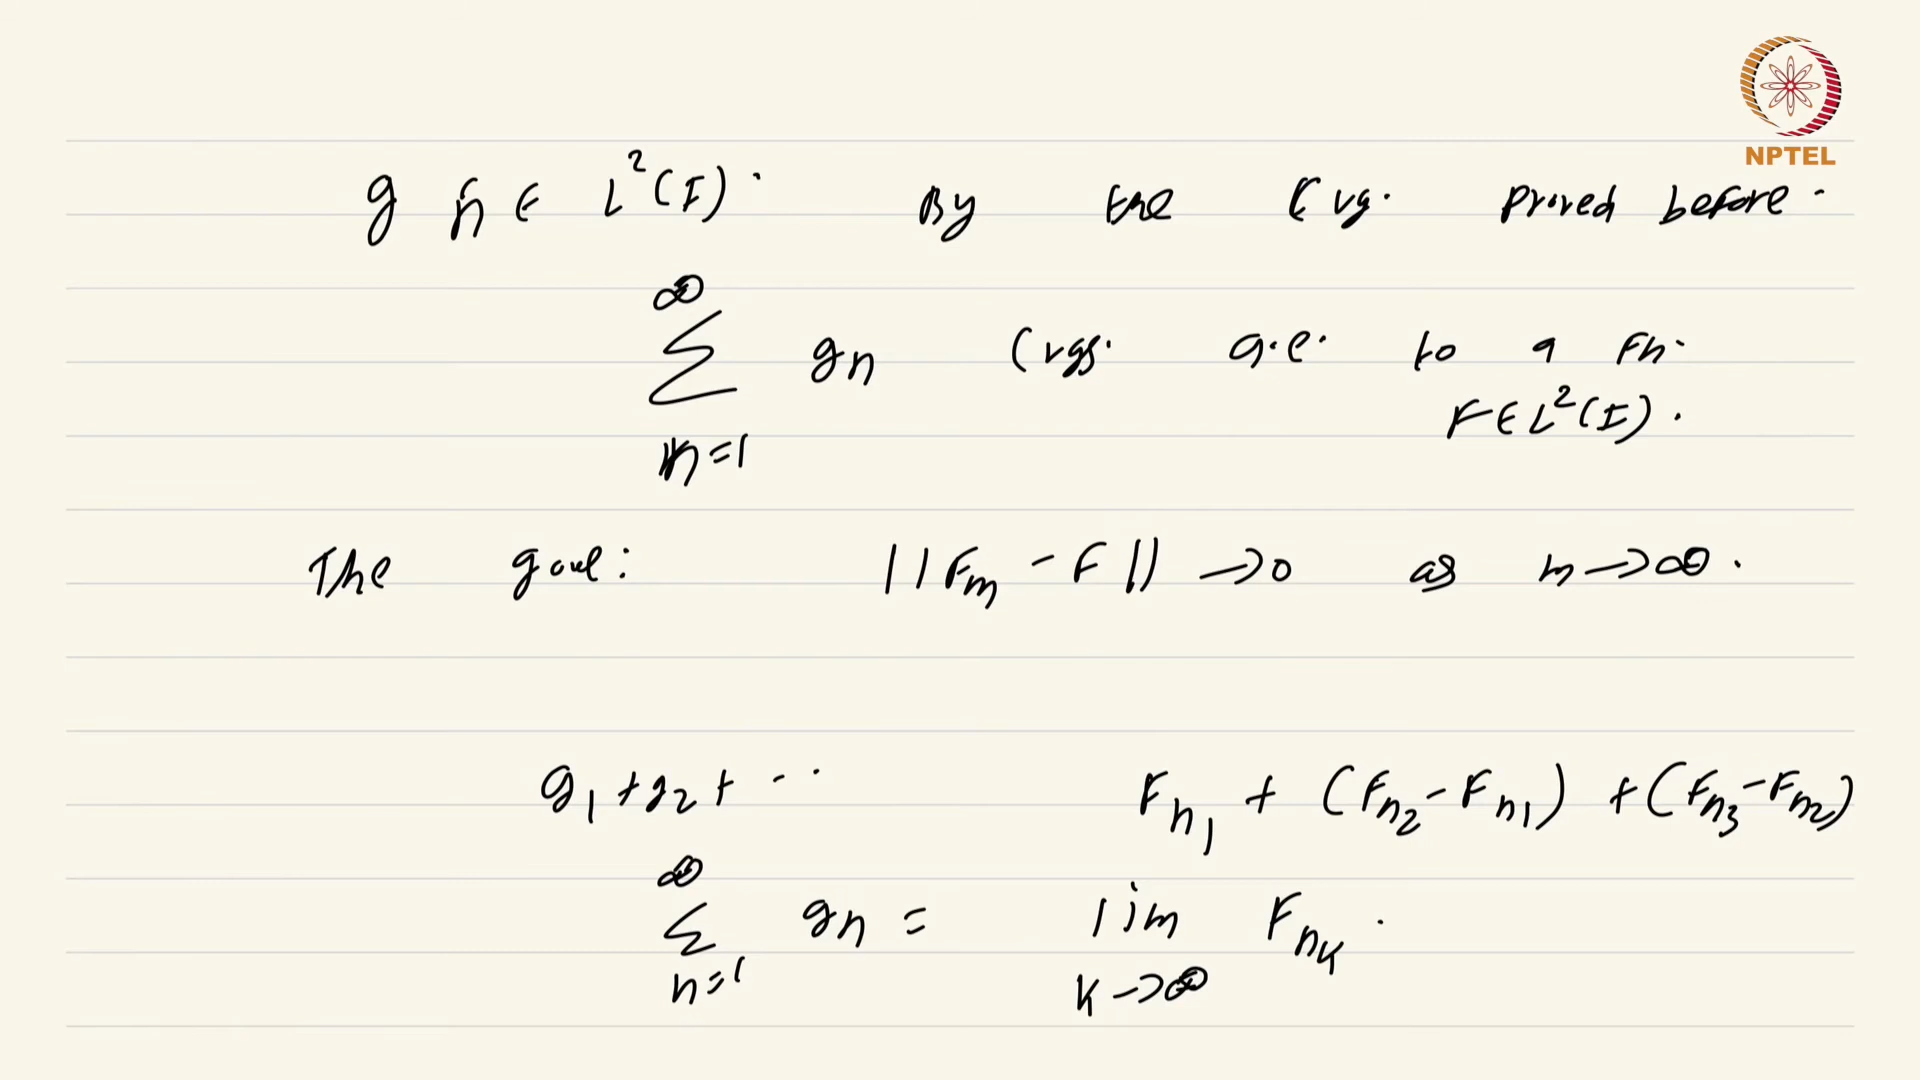 NPTEL
g n ∈ L²(I). By the Cvg. proved before.
∞
∑ gn Cvgs. a.e. to a fn.
n=1
F ∈ L²(I).
The goal: ||Fm - F|| → 0 as m → ∞.
g1 + g2 + ... Fn1 + (Fn2 - Fn1) + (Fn3 - Fn2)
∞
∑ gn = lim Fnk.
n=1 k → ∞